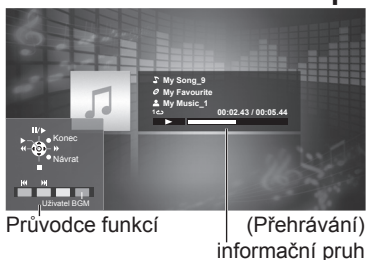 My Song_9
My Favourite
My Music_1
1
00:02.43 / 00:05.44
Konec
Návrat
Uživatel BGM
Průvodce funkcí
(Přehrávání)
informační pruh